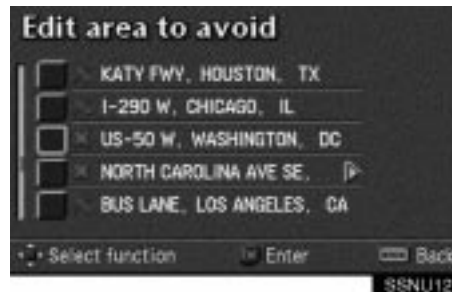 Edit area to avoid
KATY FWY, HOUSTON, TX
I-290 W, CHICAGO, IL
US-50 W, WASHINGTON, DC
NORTH CAROLINA AVE SE,
BUS LANE, LOS ANGELES, CA
Select function Enter Back
SSNU12